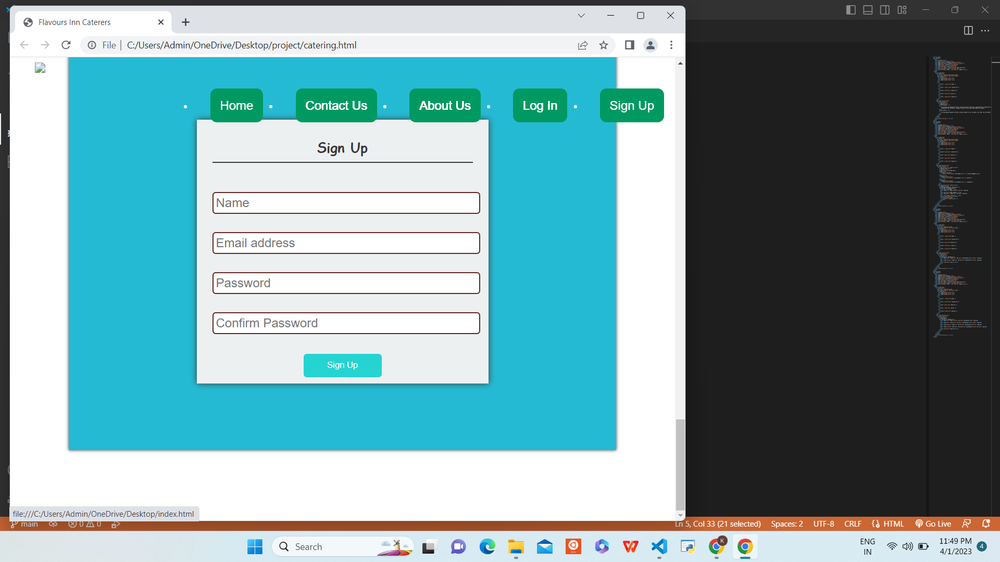 Flavours Inn Caterers
File
C:/Users/Admin/OneDrive/Desktop/project/catering.html
Home
Contact Us
About Us
Log In
Sign Up
Sign Up
Name
Email address
Password
Confirm Password
Sign Up
file:///C:/Users/Admin/OneDrive/Desktop/index.html
main
0
0
Ln 5, Col 33 (21 selected)
Spaces: 2
UTF-8
CRLF
HTML
Go Live
Search
K
ENG
IN
11:49 PM
4/1/2023
4